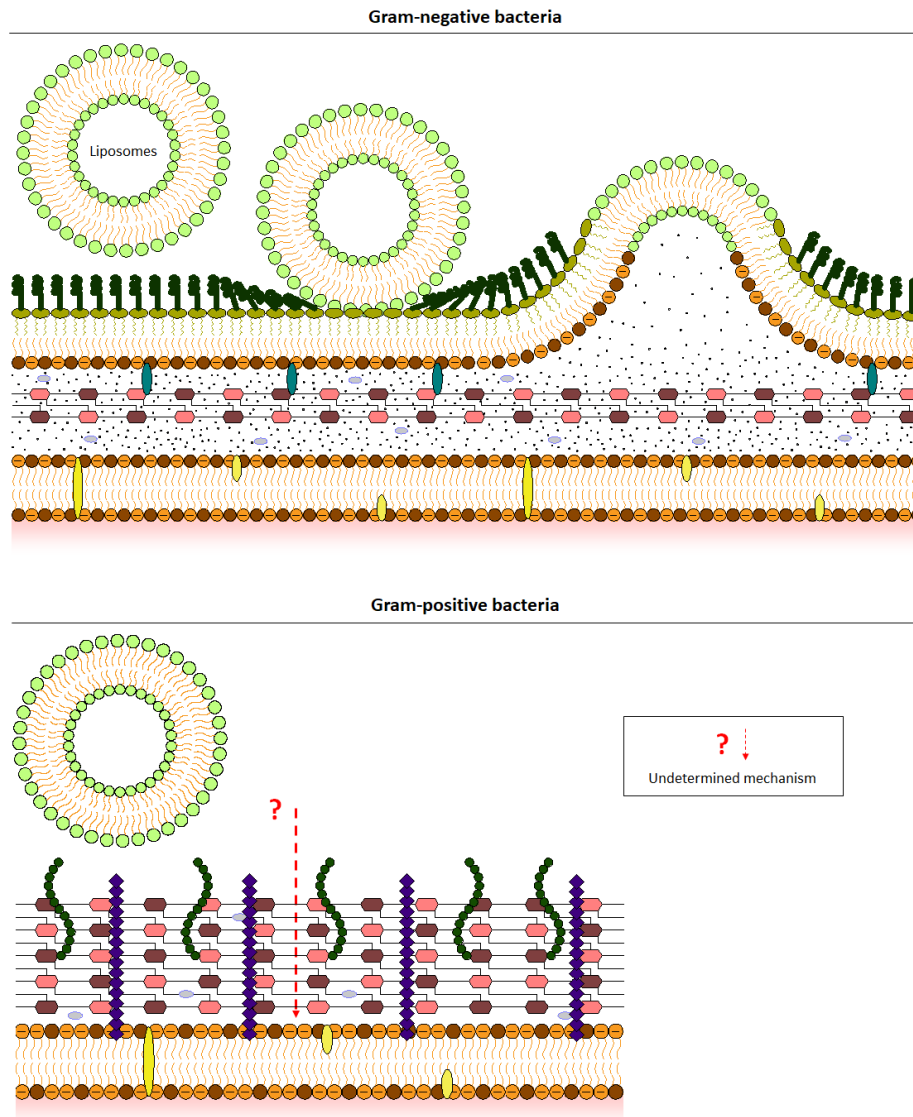 Gram-negative bacteria
Liposomes
Gram-positive bacteria
?
Undetermined mechanism
?